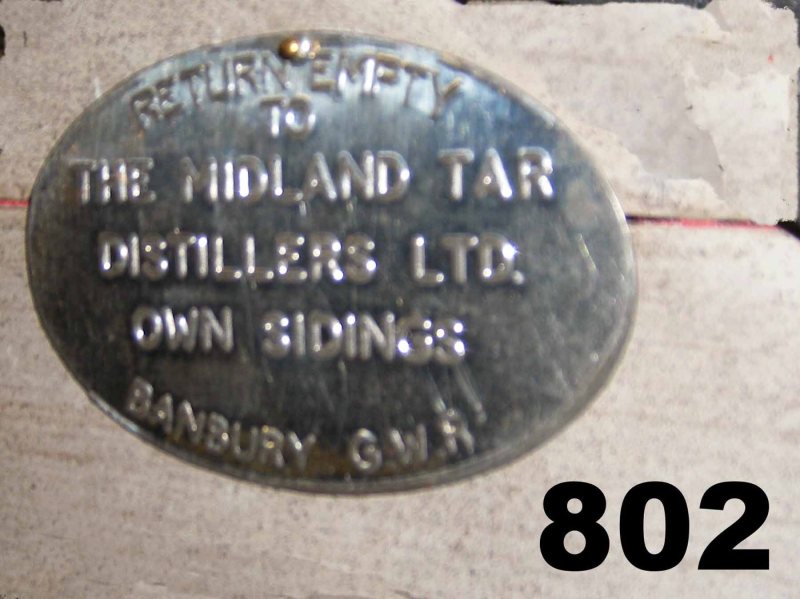 RETURN EMPTY
TO
THE MIDLAND TAR
DISTILLERS LTD.
OWN SIDINGS
BANBURY G.W.R
802